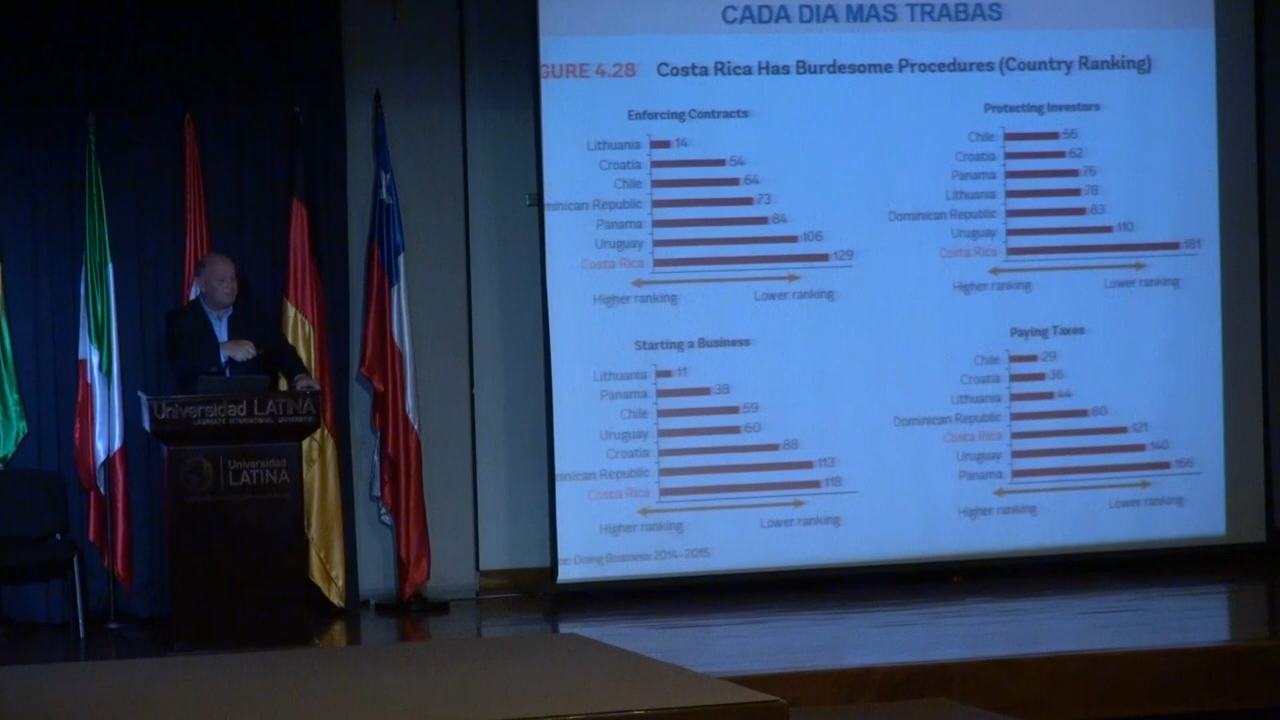 CADA DIA MAS TRABAS
GURE 4.28 Costa Rica Has Burdesome Procedures (Country Ranking)
Enforcing Contracts
Lithuania 14
Croatia 54
Chile 64
minican Republic 73
Panama 84
Uruguay 106
Costa Rica 129
Higher ranking Lower ranking
Protecting Investors
Chile 56
Croatia 62
Panama 76
Lithuania 78
Dominican Republic 83
Uruguay 110
Costa Rica 181
Higher ranking Lower ranking
Starting a Business
Lithuania 11
Panama 38
Chile 59
Uruguay 60
Croatia 88
minican Republic 113
Costa Rica 118
Higher ranking Lower ranking
Paying Taxes
Chile 29
Croatia 36
Lithuania 44
Dominican Republic 80
Costa Rica 121
Uruguay 140
Panama 166
Higher ranking Lower ranking
ce: Doing Business 2014–2015.
Universidad LATINA
LAUREATE INTERNATIONAL UNIVERSITIES
Universidad
LATINA